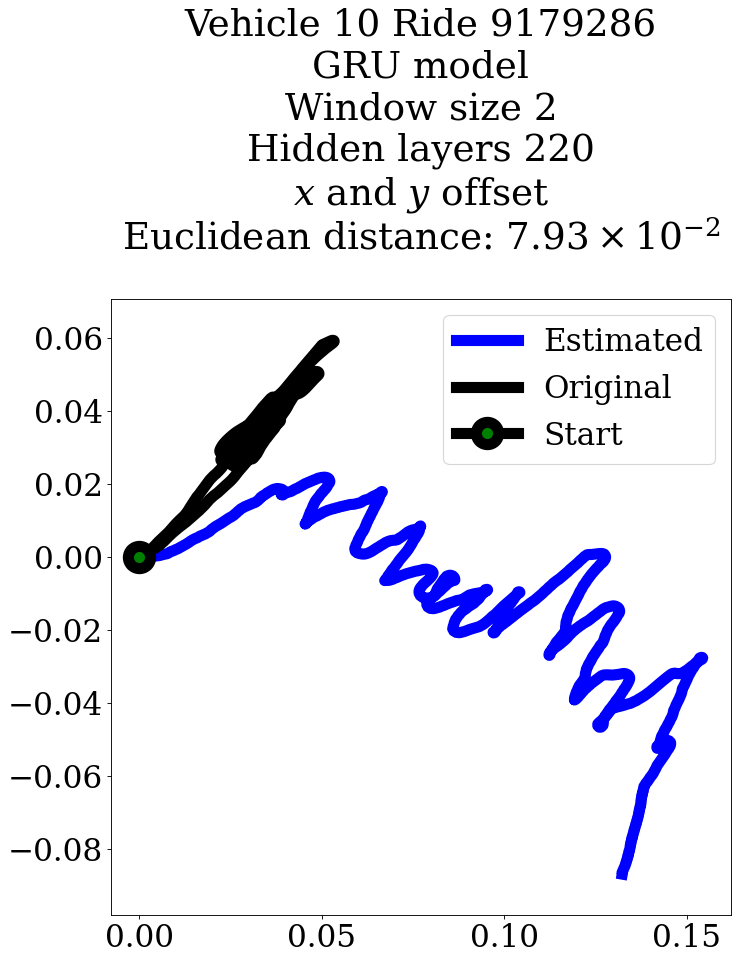 Vehicle 10 Ride 9179286
GRU model
Window size 2
Hidden layers 220
x and y offset
Euclidean distance: 7.93 × 10⁻²
Estimated
Original
Start
0.06
0.04
0.02
0.00
−0.02
−0.04
−0.06
−0.08
0.00 0.05 0.10 0.15